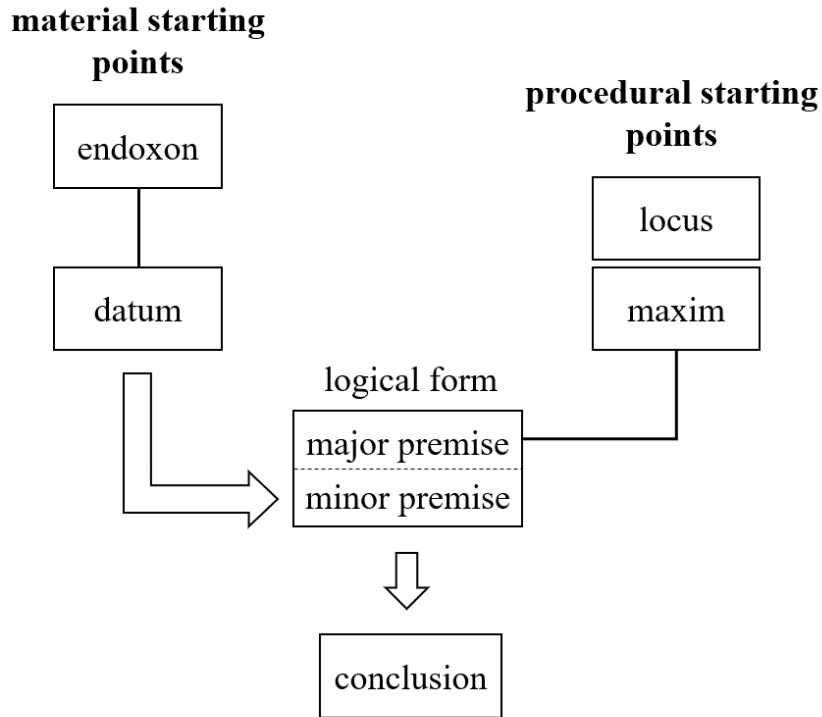 material starting
points
endoxon
datum
procedural starting
points
locus
maxim
logical form
major premise
minor premise
conclusion